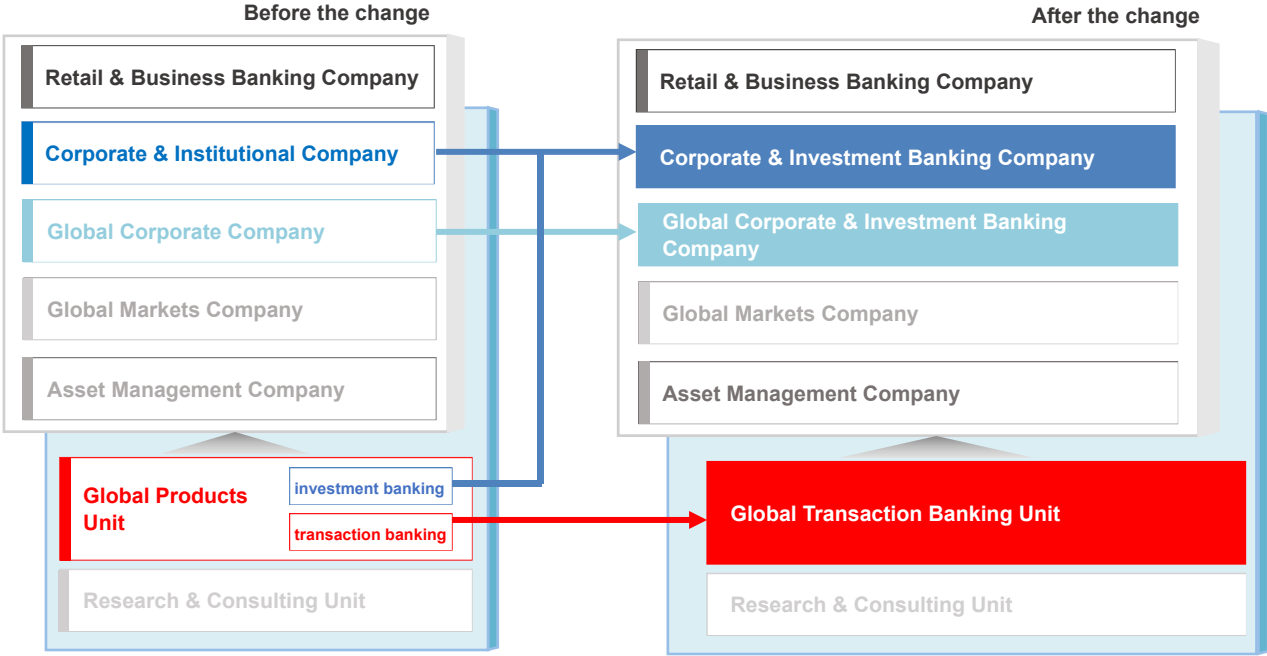 Before the change
Retail & Business Banking Company
Corporate & Institutional Company
Global Corporate Company
Global Markets Company
Asset Management Company
Global Products
Unit
investment banking
transaction banking
Research & Consulting Unit
After the change
Retail & Business Banking Company
Corporate & Investment Banking Company
Global Corporate & Investment Banking
Company
Global Markets Company
Asset Management Company
Global Transaction Banking Unit
Research & Consulting Unit